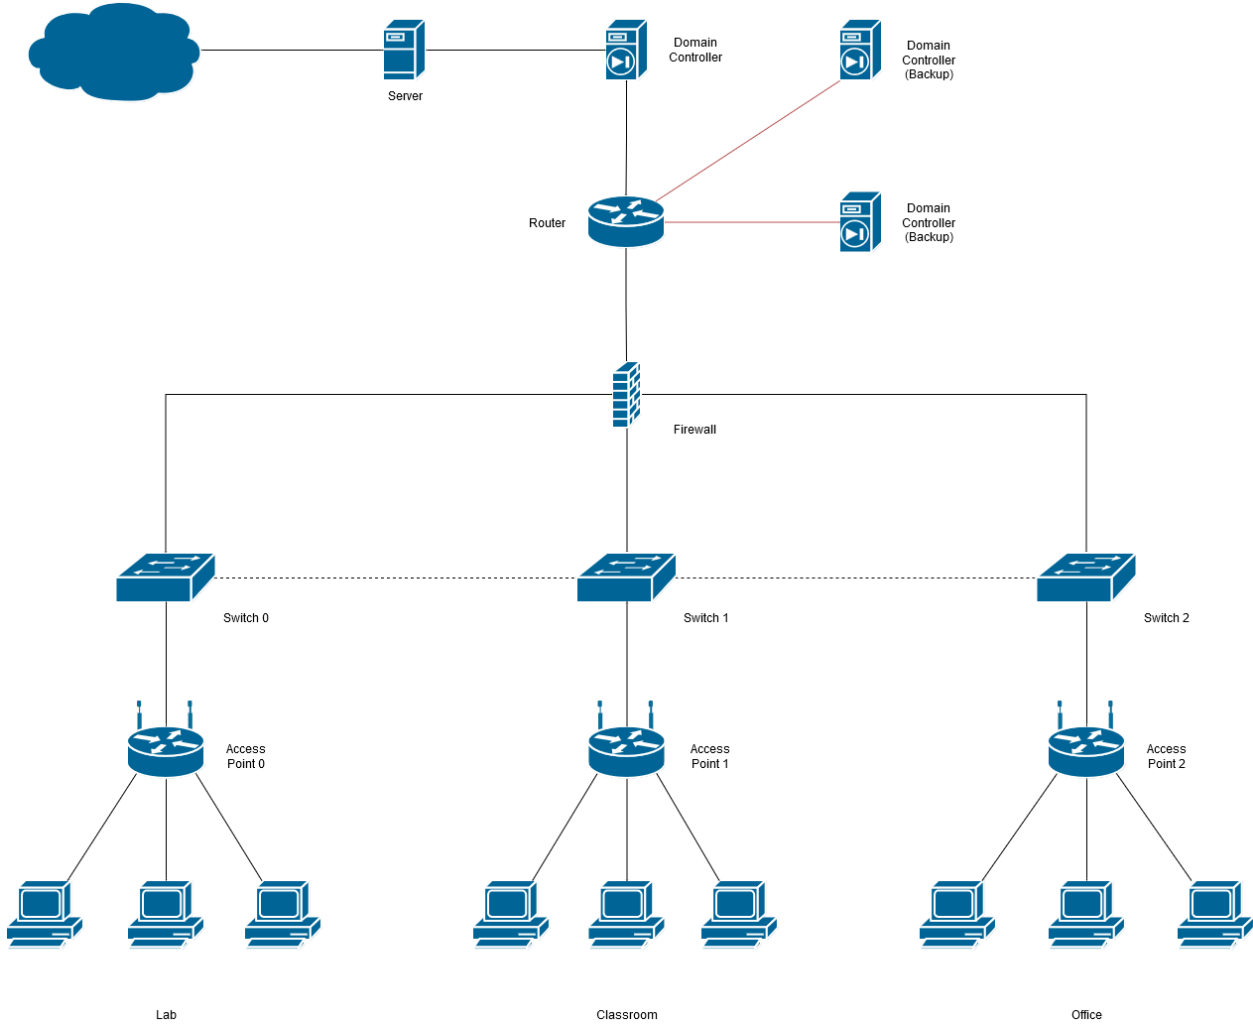 Domain
Controller
Domain
Controller
(Backup)
Server
Router
Domain
Controller
(Backup)
Firewall
Switch 0
Switch 1
Switch 2
Access
Point 0
Access
Point 1
Access
Point 2
Lab
Classroom
Office